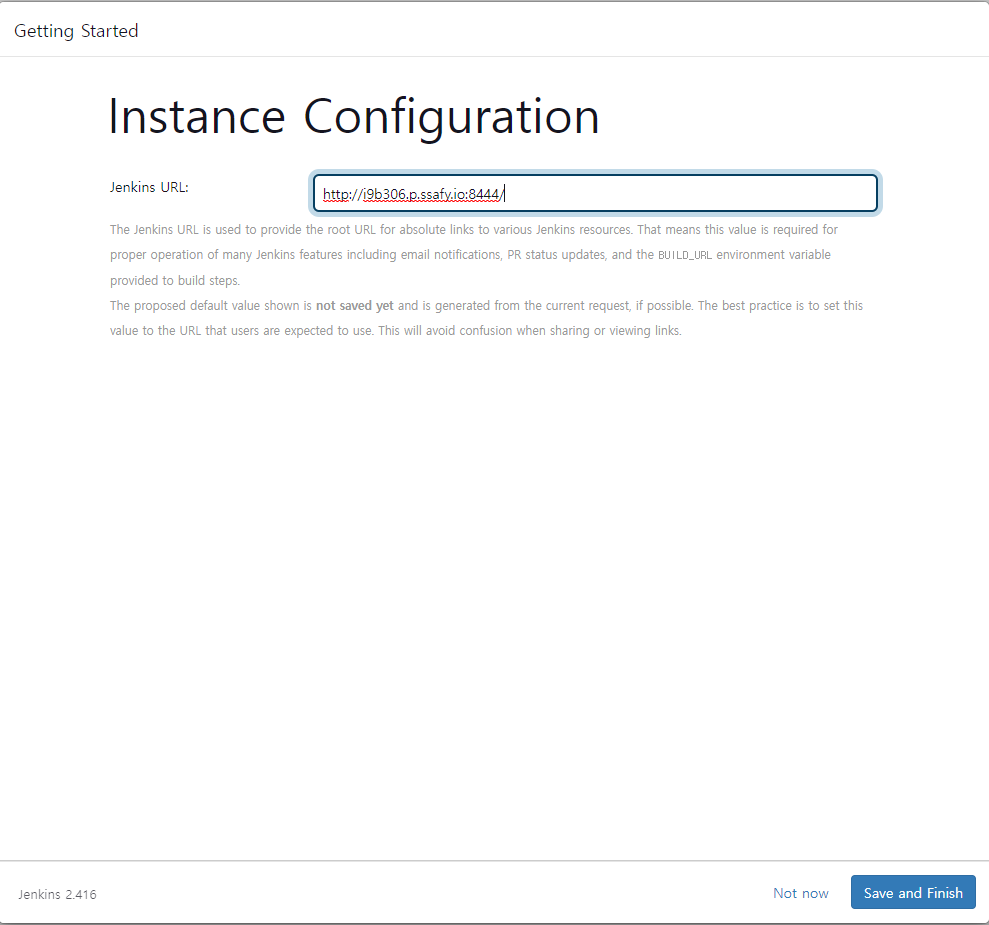 Getting Started
Instance Configuration
Jenkins URL:
http://i9b306.p.ssafy.io:8444/
The Jenkins URL is used to provide the root URL for absolute links to various Jenkins resources. That means this value is required for
proper operation of many Jenkins features including email notifications, PR status updates, and the BUILD_URL environment variable
provided to build steps.
The proposed default value shown is not saved yet and is generated from the current request, if possible. The best practice is to set this
value to the URL that users are expected to use. This will avoid confusion when sharing or viewing links.
Jenkins 2.416
Not now
Save and Finish